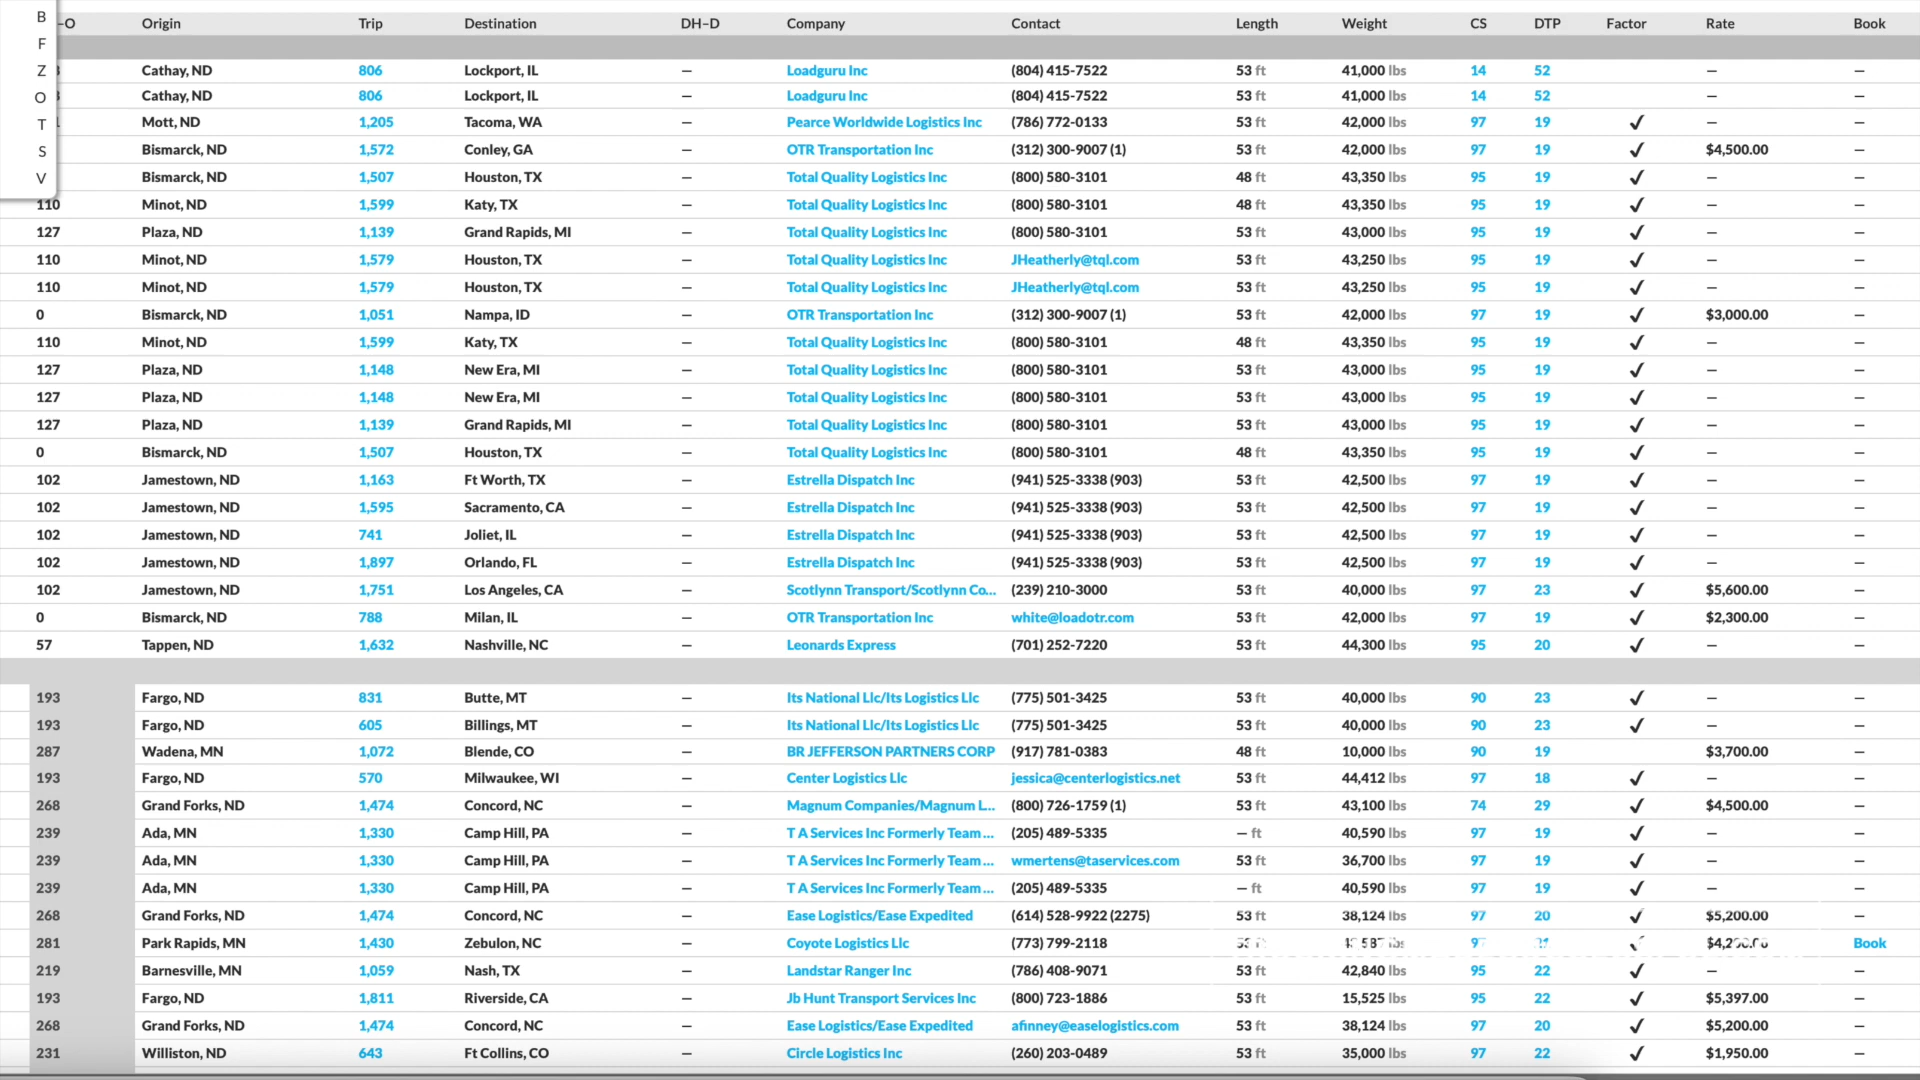 B
F
Z
O
T
S
V
–O Origin Trip Destination DH–D Company Contact Length Weight CS DTP Factor Rate Book
Cathay, ND 806 Lockport, IL — Loadguru Inc (804) 415-7522 53 ft 41,000 lbs 14 52 — —
Cathay, ND 806 Lockport, IL — Loadguru Inc (804) 415-7522 53 ft 41,000 lbs 14 52 — —
Mott, ND 1,205 Tacoma, WA — Pearce Worldwide Logistics Inc (786) 772-0133 53 ft 42,000 lbs 97 19 ✓ — —
Bismarck, ND 1,572 Conley, GA — OTR Transportation Inc (312) 300-9007 (1) 53 ft 42,000 lbs 97 19 ✓ $4,500.00 —
Bismarck, ND 1,507 Houston, TX — Total Quality Logistics Inc (800) 580-3101 48 ft 43,350 lbs 95 19 ✓ — —
110 Minot, ND 1,599 Katy, TX — Total Quality Logistics Inc (800) 580-3101 48 ft 43,350 lbs 95 19 ✓ — —
127 Plaza, ND 1,139 Grand Rapids, MI — Total Quality Logistics Inc (800) 580-3101 53 ft 43,000 lbs 95 19 ✓ — —
110 Minot, ND 1,579 Houston, TX — Total Quality Logistics Inc JHeatherly@tql.com 53 ft 43,250 lbs 95 19 ✓ — —
110 Minot, ND 1,579 Houston, TX — Total Quality Logistics Inc JHeatherly@tql.com 53 ft 43,250 lbs 95 19 ✓ — —
0 Bismarck, ND 1,051 Nampa, ID — OTR Transportation Inc (312) 300-9007 (1) 53 ft 42,000 lbs 97 19 ✓ $3,000.00 —
110 Minot, ND 1,599 Katy, TX — Total Quality Logistics Inc (800) 580-3101 48 ft 43,350 lbs 95 19 ✓ — —
127 Plaza, ND 1,148 New Era, MI — Total Quality Logistics Inc (800) 580-3101 53 ft 43,000 lbs 95 19 ✓ — —
127 Plaza, ND 1,148 New Era, MI — Total Quality Logistics Inc (800) 580-3101 53 ft 43,000 lbs 95 19 ✓ — —
127 Plaza, ND 1,139 Grand Rapids, MI — Total Quality Logistics Inc (800) 580-3101 53 ft 43,000 lbs 95 19 ✓ — —
0 Bismarck, ND 1,507 Houston, TX — Total Quality Logistics Inc (800) 580-3101 48 ft 43,350 lbs 95 19 ✓ — —
102 Jamestown, ND 1,163 Ft Worth, TX — Estrella Dispatch Inc (941) 525-3338 (903) 53 ft 42,500 lbs 97 19 ✓ — —
102 Jamestown, ND 1,595 Sacramento, CA — Estrella Dispatch Inc (941) 525-3338 (903) 53 ft 42,500 lbs 97 19 ✓ — —
102 Jamestown, ND 741 Joliet, IL — Estrella Dispatch Inc (941) 525-3338 (903) 53 ft 42,500 lbs 97 19 ✓ — —
102 Jamestown, ND 1,897 Orlando, FL — Estrella Dispatch Inc (941) 525-3338 (903) 53 ft 42,500 lbs 97 19 ✓ — —
102 Jamestown, ND 1,751 Los Angeles, CA — Scotlynn Transport/Scotlynn Co... (239) 210-3000 53 ft 40,000 lbs 97 23 ✓ $5,600.00 —
0 Bismarck, ND 788 Milan, IL — OTR Transportation Inc white@loadotr.com 53 ft 42,000 lbs 97 19 ✓ $2,300.00 —
57 Tappen, ND 1,632 Nashville, NC — Leonards Express (701) 252-7220 53 ft 44,300 lbs 95 20 ✓ — —
193 Fargo, ND 831 Butte, MT — Its National Llc/Its Logistics Llc (775) 501-3425 53 ft 40,000 lbs 90 23 ✓ — —
193 Fargo, ND 605 Billings, MT — Its National Llc/Its Logistics Llc (775) 501-3425 53 ft 40,000 lbs 90 23 ✓ — —
287 Wadena, MN 1,072 Blende, CO — BR JEFFERSON PARTNERS CORP (917) 781-0383 48 ft 10,000 lbs 90 19 $3,700.00 —
193 Fargo, ND 570 Milwaukee, WI — Center Logistics Llc jessica@centerlogistics.net 53 ft 44,412 lbs 97 18 ✓ — —
268 Grand Forks, ND 1,474 Concord, NC — Magnum Companies/Magnum L... (800) 726-1759 (1) 53 ft 43,100 lbs 74 29 ✓ $4,500.00 —
239 Ada, MN 1,330 Camp Hill, PA — T A Services Inc Formerly Team ... (205) 489-5335 — ft 40,590 lbs 97 19 ✓ — —
239 Ada, MN 1,330 Camp Hill, PA — T A Services Inc Formerly Team ... wmertens@taservices.com 53 ft 36,700 lbs 97 19 ✓ — —
239 Ada, MN 1,330 Camp Hill, PA — T A Services Inc Formerly Team ... (205) 489-5335 — ft 40,590 lbs 97 19 ✓ — —
268 Grand Forks, ND 1,474 Concord, NC — Ease Logistics/Ease Expedited (614) 528-9922 (2275) 53 ft 38,124 lbs 97 20 ✓ $5,200.00 —
281 Park Rapids, MN 1,430 Zebulon, NC — Coyote Logistics Llc (773) 799-2118 ft lbs ✓ Book
219 Barnesville, MN 1,059 Nash, TX — Landstar Ranger Inc (786) 408-9071 53 ft 42,840 lbs 95 22 ✓ — —
193 Fargo, ND 1,811 Riverside, CA — Jb Hunt Transport Services Inc (800) 723-1886 53 ft 15,525 lbs 95 22 ✓ $5,397.00 —
268 Grand Forks, ND 1,474 Concord, NC — Ease Logistics/Ease Expedited afinney@easelogistics.com 53 ft 38,124 lbs 97 20 ✓ $5,200.00 —
231 Williston, ND 643 Ft Collins, CO — Circle Logistics Inc (260) 203-0489 53 ft 35,000 lbs 97 22 ✓ $1,950.00 —